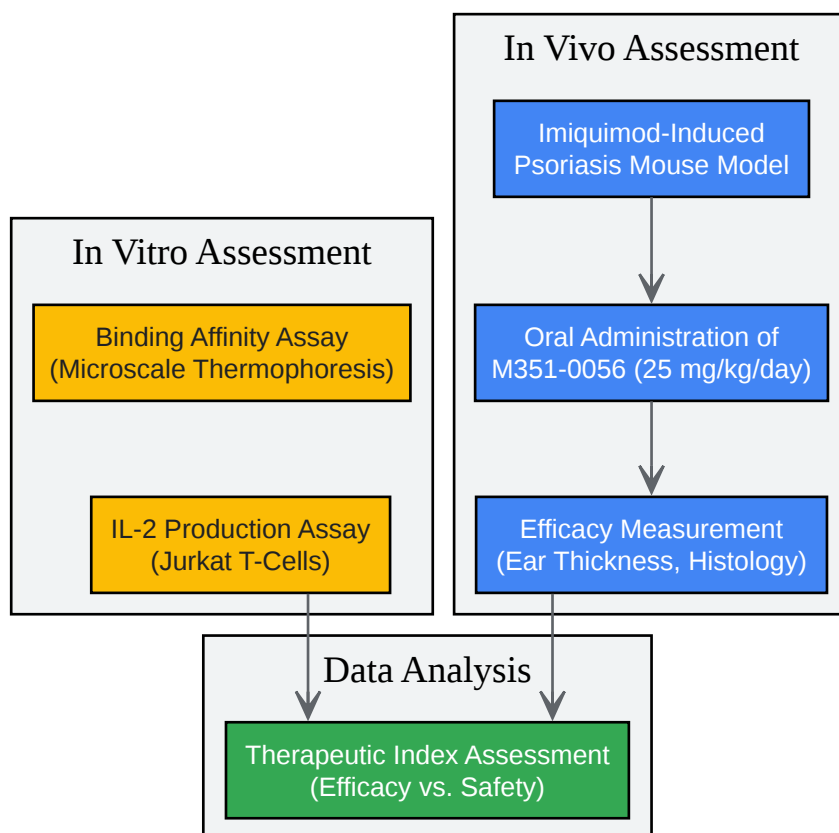 In Vitro Assessment
Binding Affinity Assay
(Microscale Thermophoresis)
IL-2 Production Assay
(Jurkat T-Cells)
In Vivo Assessment
Imiquimod-Induced
Psoriasis Mouse Model
Oral Administration of
M351-0056 (25 mg/kg/day)
Efficacy Measurement
(Ear Thickness, Histology)
Data Analysis
Therapeutic Index Assessment
(Efficacy vs. Safety)